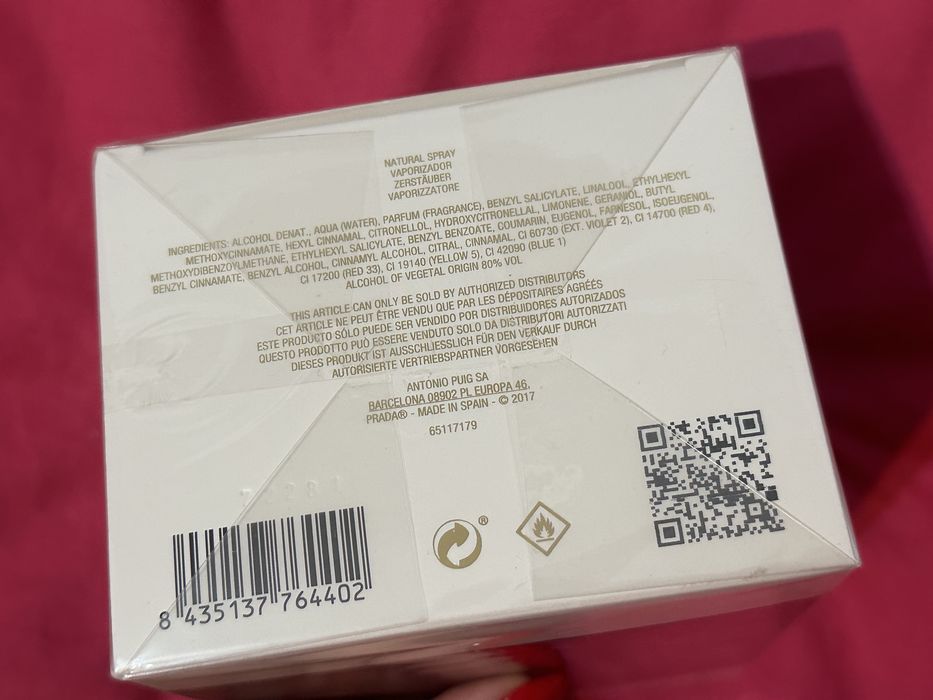 NATURAL SPRAY
VAPORIZADOR
ZERSTÄUBER
VAPORIZZATORE
INGREDIENTS: ALCOHOL DENAT., AQUA (WATER), PARFUM (FRAGRANCE), BENZYL SALICYLATE, LINALOOL, ETHYLHEXYL
METHOXYCINNAMATE, HEXYL CINNAMAL, CITRONELLOL, HYDROXYCITRONELLAL, LIMONENE, GERANIOL, BUTYL
METHOXYDIBENZOYLMETHANE, ETHYLHEXYL SALICYLATE, BENZYL BENZOATE, COUMARIN, EUGENOL, FARNESOL, ISOEUGENOL,
BENZYL CINNAMATE, BENZYL ALCOHOL, CINNAMYL ALCOHOL, CITRAL, CINNAMAL, CI 60730 (EXT. VIOLET 2), CI 14700 (RED 4),
CI 17200 (RED 33), CI 19140 (YELLOW 5), CI 42090 (BLUE 1)
ALCOHOL OF VEGETAL ORIGIN 80% VOL
THIS ARTICLE CAN ONLY BE SOLD BY AUTHORIZED DISTRIBUTORS
CET ARTICLE NE PEUT ÊTRE VENDU QUE PAR LES DÉPOSITAIRES AGRÉÉS
ESTE PRODUCTO SÓLO PUEDE SER VENDIDO POR DISTRIBUIDORES AUTORIZADOS
QUESTO PRODOTTO PUÒ ESSERE VENDUTO SOLO DA DISTRIBUTORI AUTORIZZATI
DIESES PRODUKT IST AUSSCHLIESSLICH FÜR DEN VERKAUF DURCH
AUTORISIERTE VERTRIEBSPARTNER VORGESEHEN
ANTONIO PUIG SA
BARCELONA 08902 PL EUROPA 46,
PRADA® - MADE IN SPAIN - © 2017
65117179
®
8 435137 764402